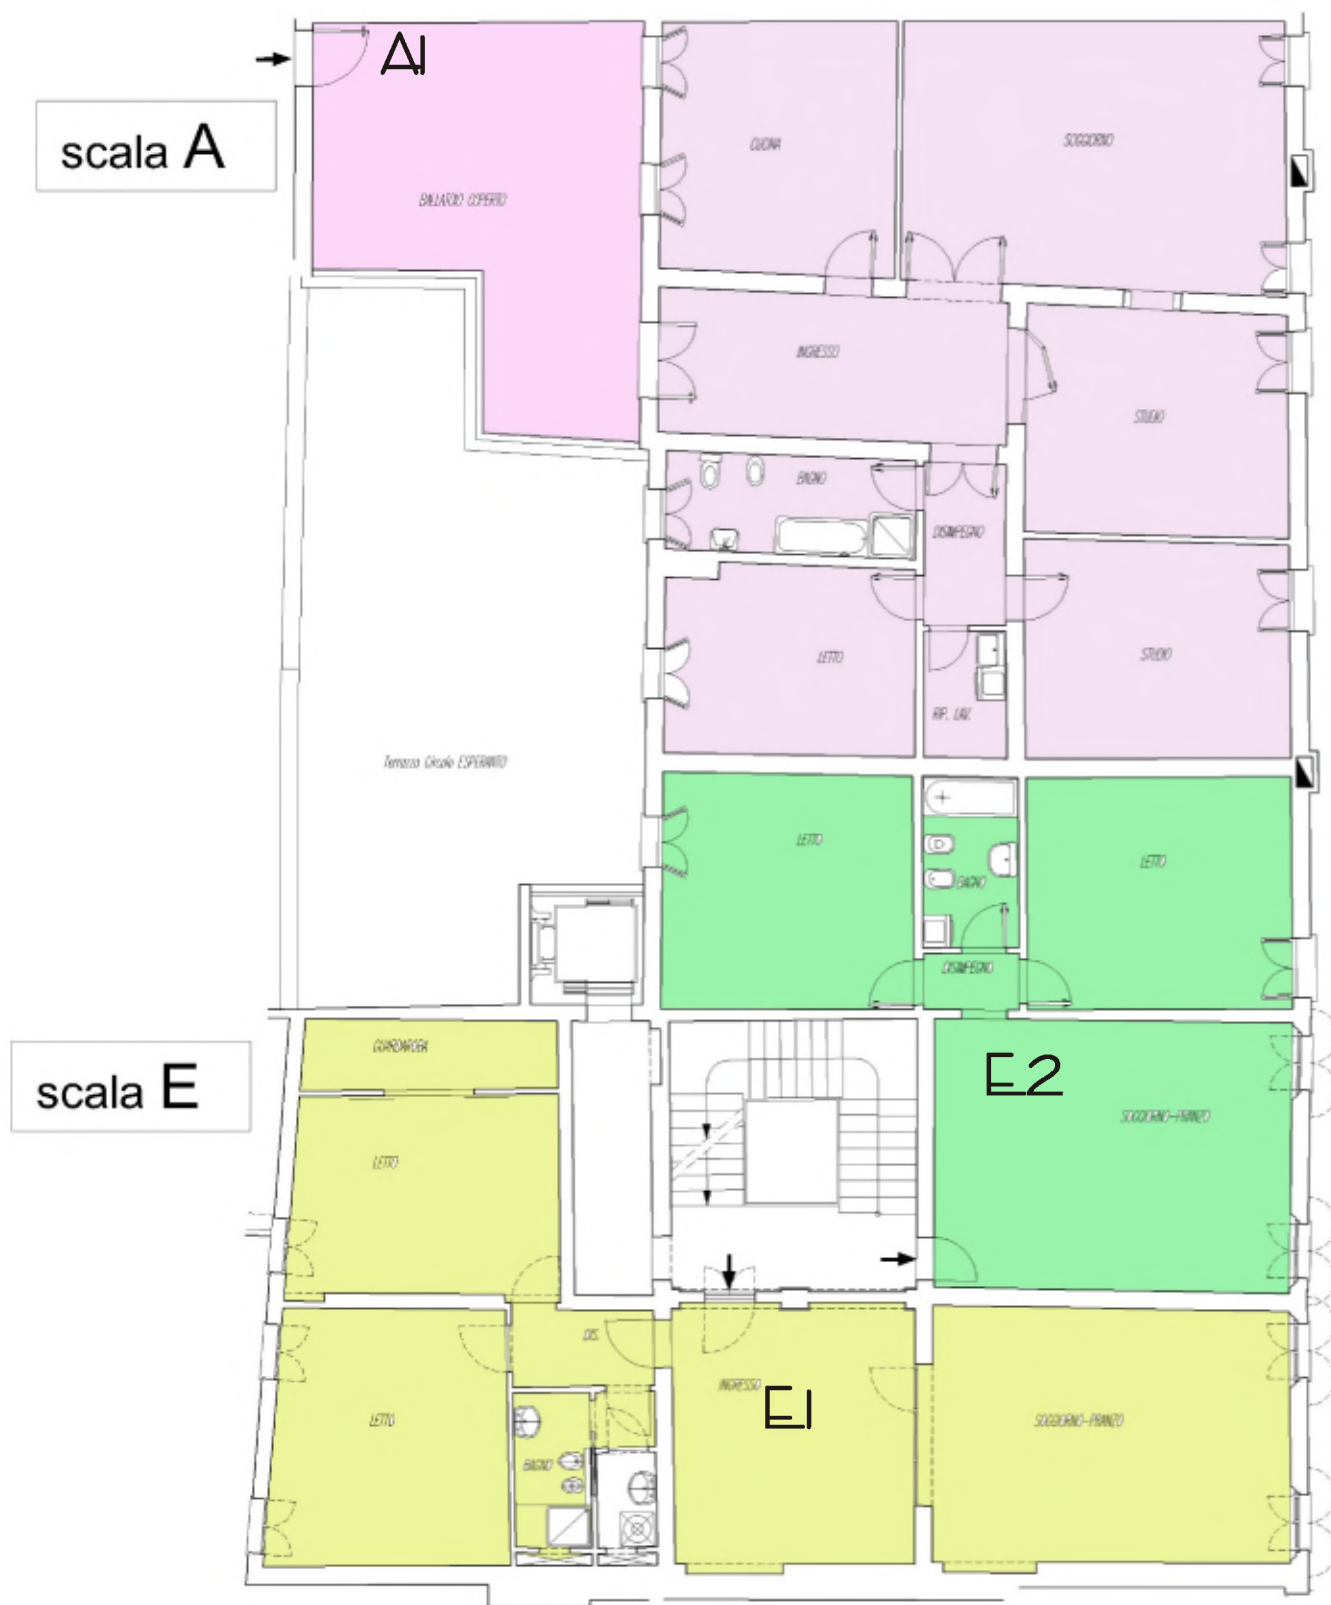 A1
scala A
CUCINA
SOGGIORNO
BALLATOIO COPERTO
INGRESSO
STUDIO
BAGNO
DISIMPEGNO
LETTO
STUDIO
RIP. LAV.
Terrazzo Circolo ESPERANTO
LETTO
BAGNO
LETTO
DISIMPEGNO
scala E
GUARDAROBA
E2
SOGGIORNO-PRANZO
LETTO
DIS.
INGRESSO
E1
LETTO
SOGGIORNO-PRANZO
BAGNO